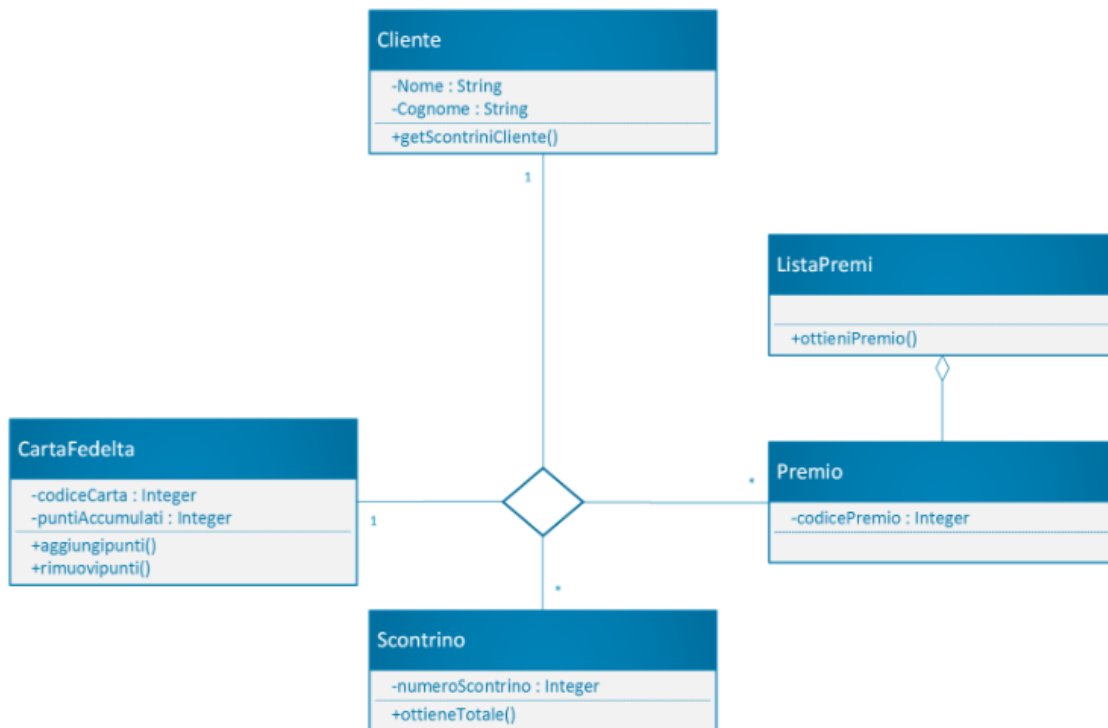 Cliente
-Nome : String
-Cognome : String
+getScontriniCliente()
1
ListaPremi
+ottieniPremio()
CartaFedelta
-codiceCarta : Integer
-puntiAccumulati : Integer
+aggiungipunti()
+rimuovipunti()
1
*
Premio
-codicePremio : Integer
*
Scontrino
-numeroScontrino : Integer
+ottieneTotale()